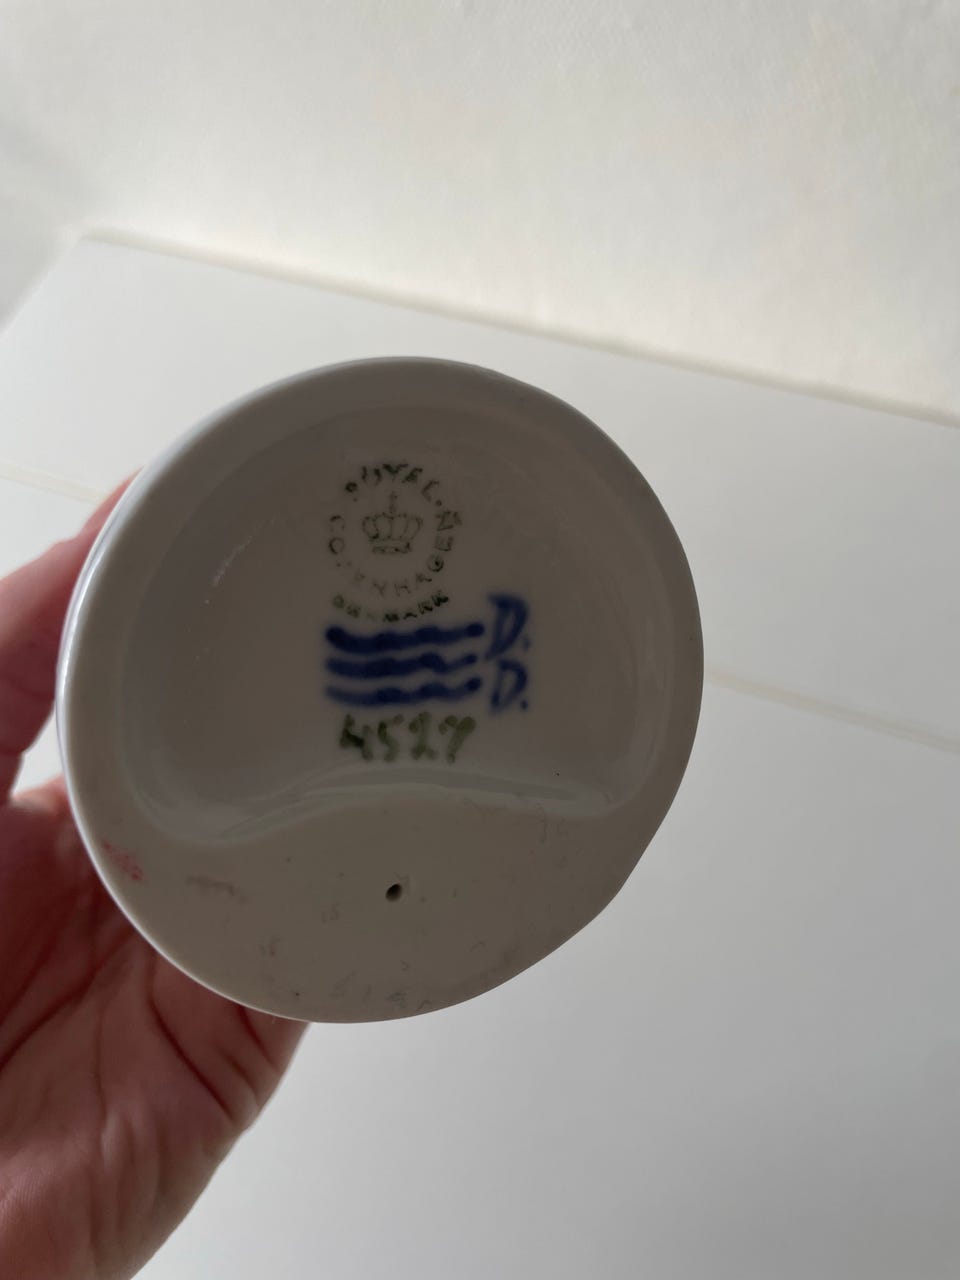 ROYAL
COPENHAGEN
DENMARK
D.
D.
4527